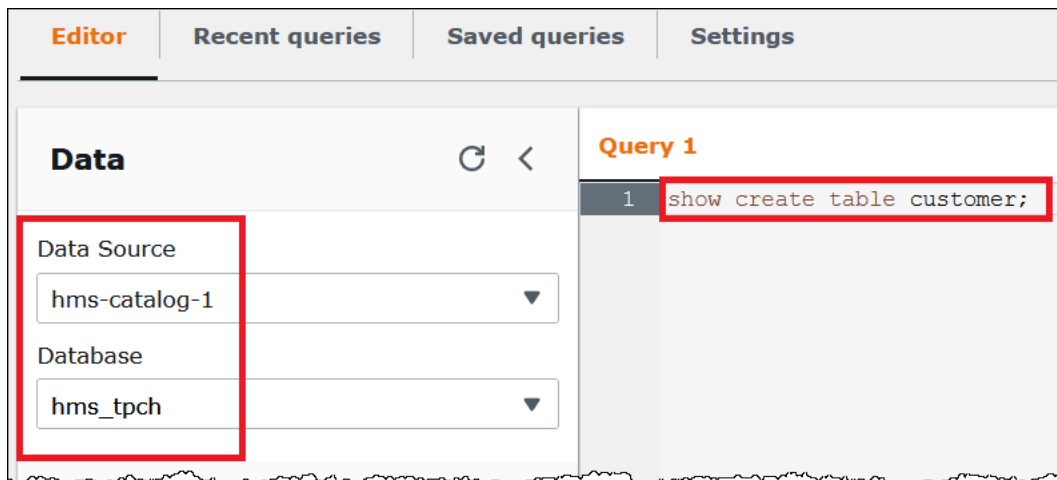 Editor Recent queries Saved queries Settings
Data
Query 1
1 show create table customer;
Data Source
hms-catalog-1
Database
hms_tpch